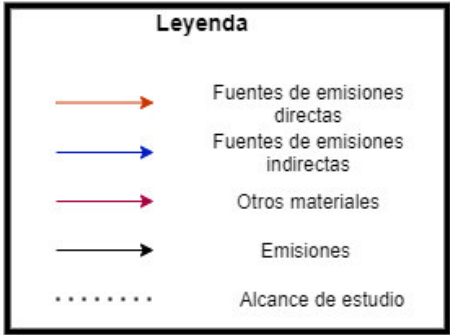 Leyenda
Fuentes de emisiones
directas
Fuentes de emisiones
indirectas
Otros materiales
Emisiones
Alcance de estudio